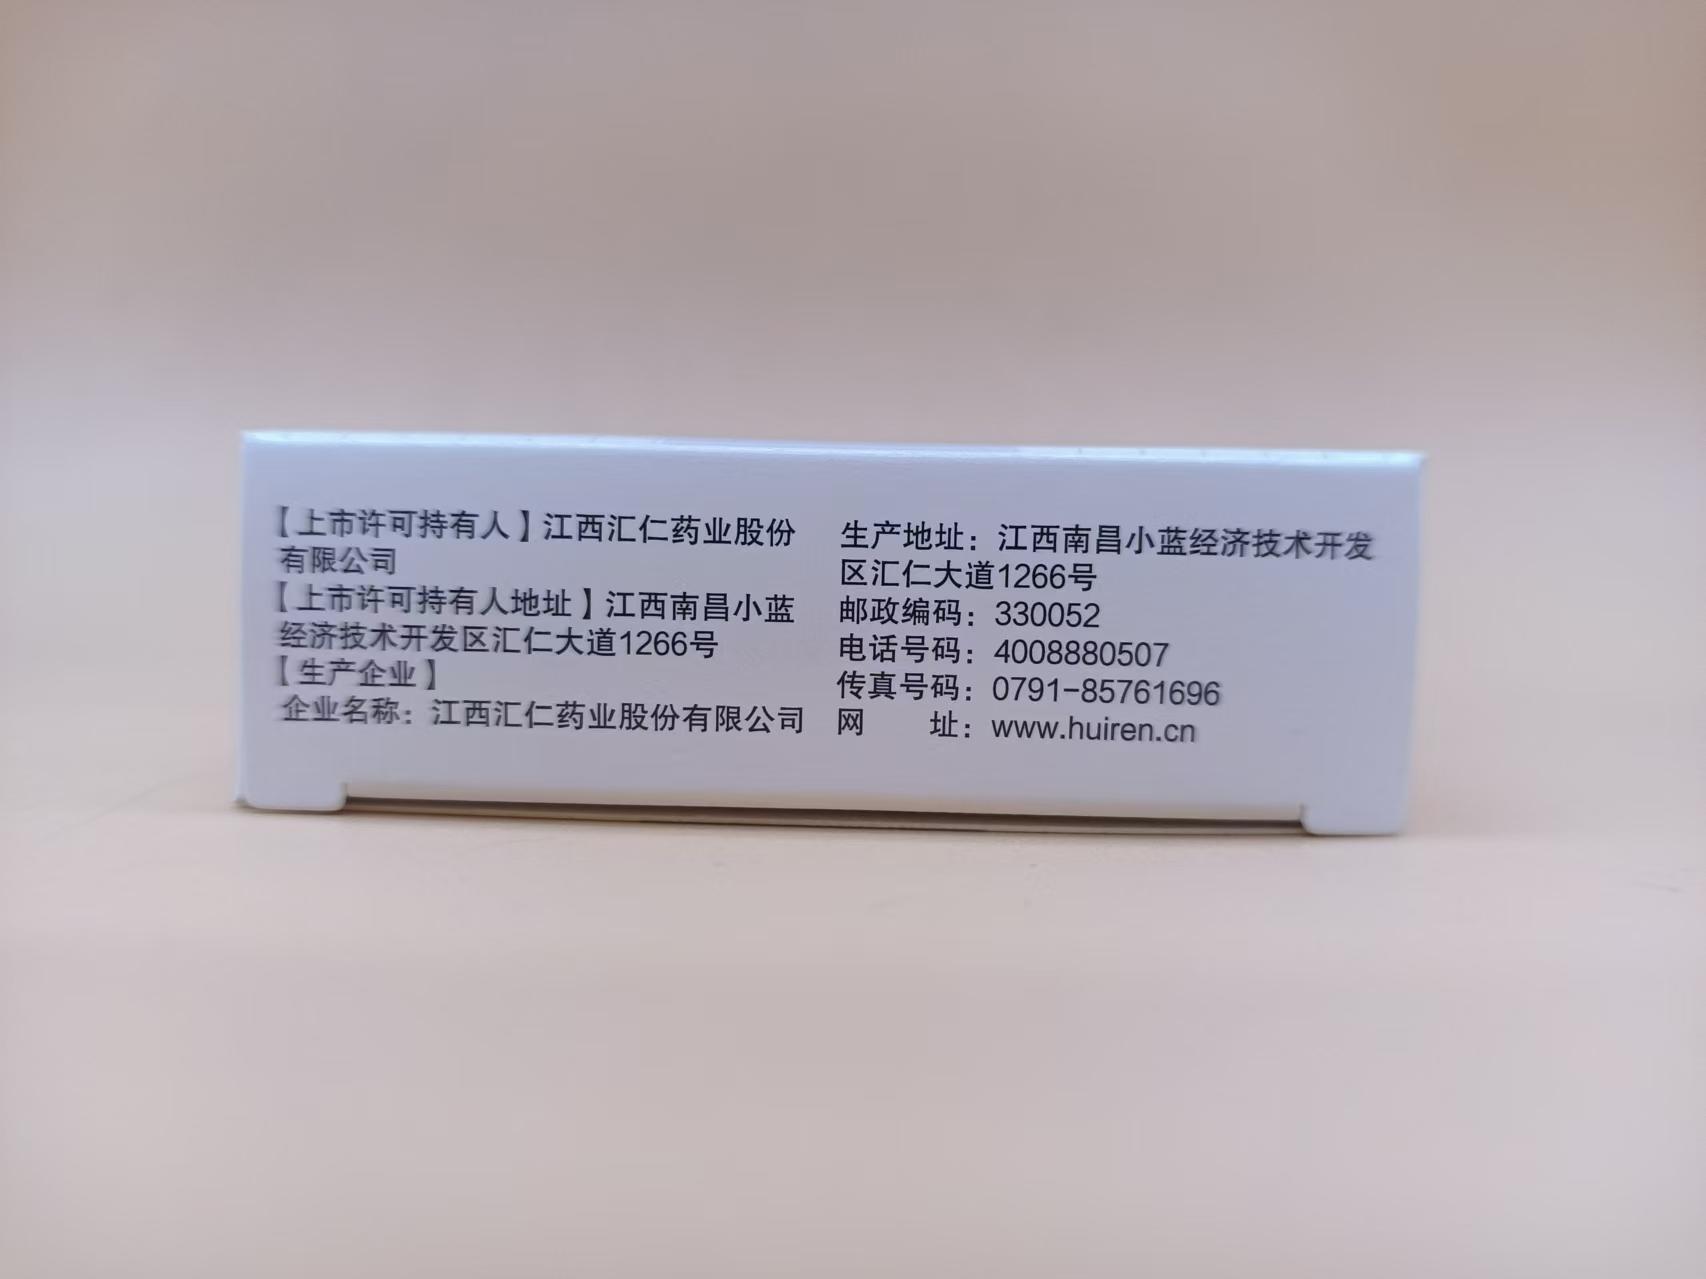 【上市许可持有人】江西汇仁药业股份
有限公司
【上市许可持有人地址】江西南昌小蓝
经济技术开发区汇仁大道1266号
【生产企业】
企业名称：江西汇仁药业股份有限公司
生产地址：江西南昌小蓝经济技术开发
区汇仁大道1266号
邮政编码：330052
电话号码：4008880507
传真号码：0791-85761696
网　　址：www.huiren.cn